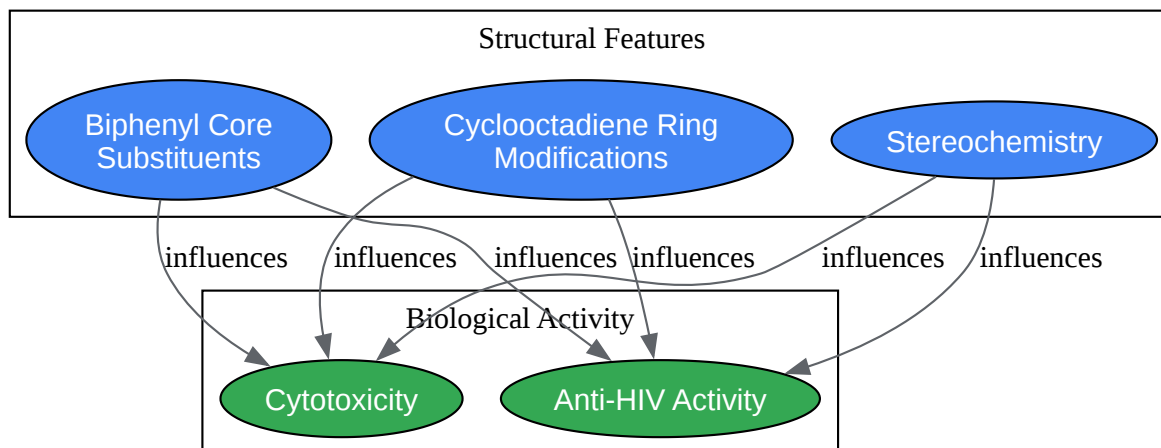 Structural Features
Biphenyl Core
Substituents
Cyclooctadiene Ring
Modifications
Stereochemistry
influences
influences
influences
influences
influences
influences
Biological Activity
Cytotoxicity
Anti-HIV Activity